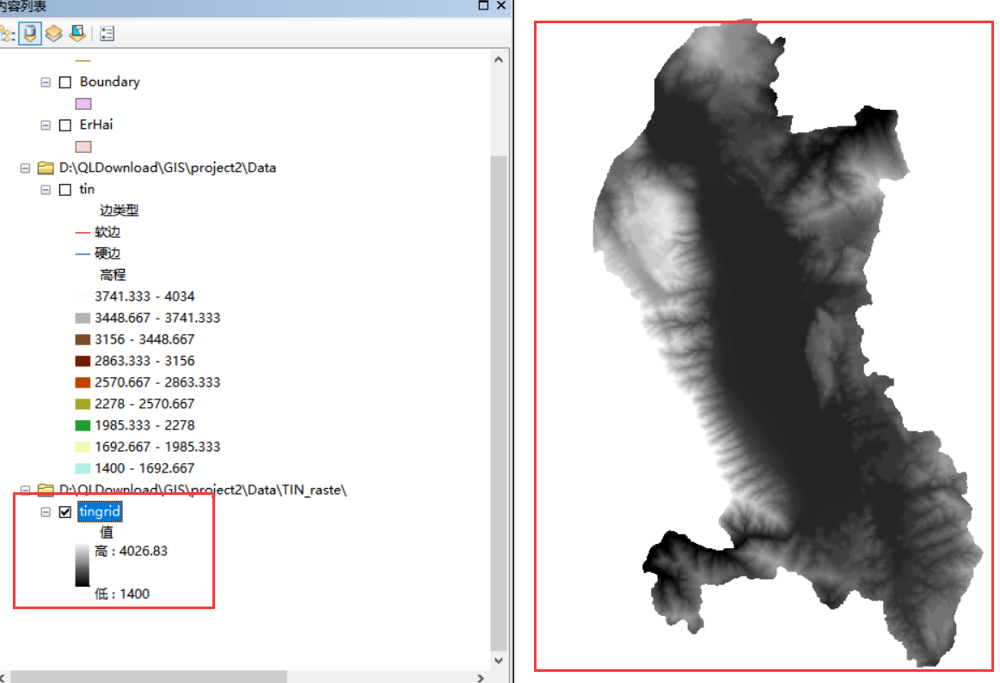 内容列表
Boundary
ErHai
D:\QLDownload\GIS\project2\Data
tin
边类型
软边
硬边
高程
3741.333 - 4034
3448.667 - 3741.333
3156 - 3448.667
2863.333 - 3156
2570.667 - 2863.333
2278 - 2570.667
1985.333 - 2278
1692.667 - 1985.333
1400 - 1692.667
D:\QLDownload\GIS\project2\Data\TIN_raste\
tingrid
值
高 : 4026.83
低 : 1400